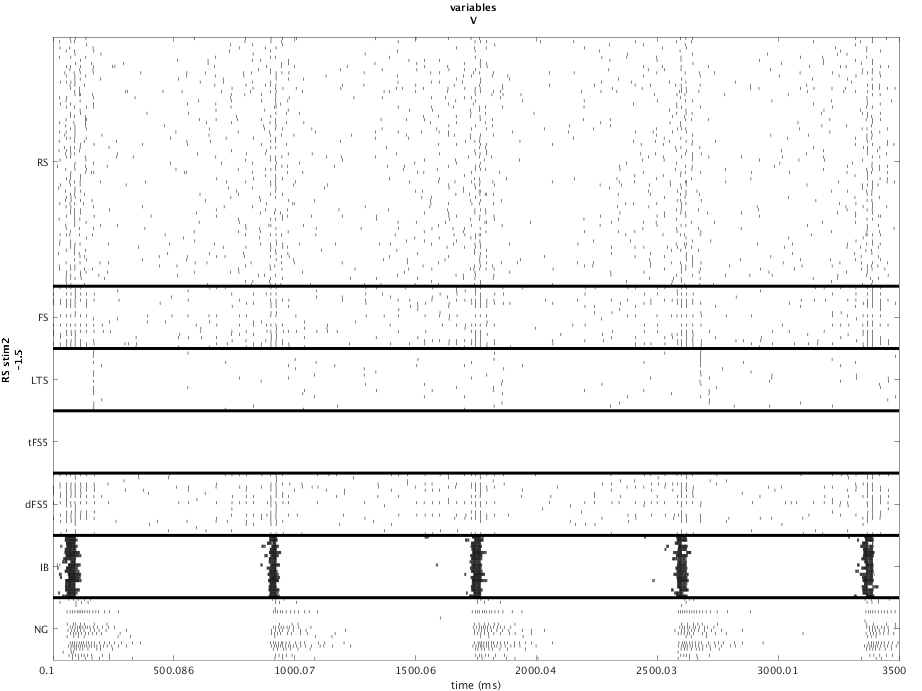 variables
V
RS
FS
LTS
tFS5
dFS5
IB
NG
RS stim2
-1.5
0.1 500.086 1000.07 1500.06 2000.04 2500.03 3000.01 3500
time (ms)